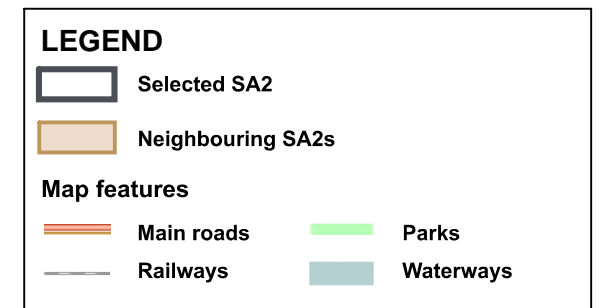 LEGEND
Selected SA2
Neighbouring SA2s
Map features
Main roads
Parks
Railways
Waterways